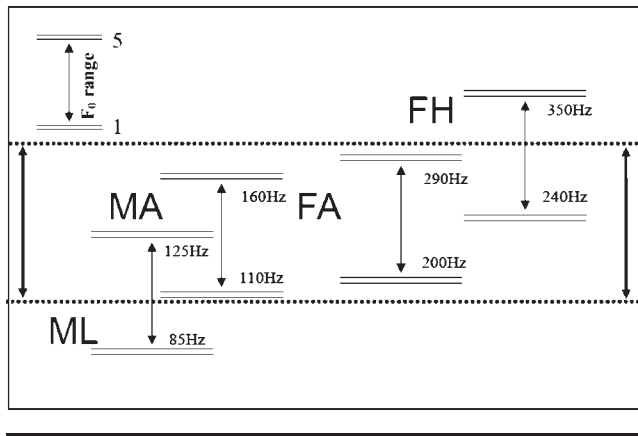 5
F₀ range
1
FH
350Hz
MA
160Hz
FA
290Hz
240Hz
125Hz
110Hz
200Hz
ML
85Hz